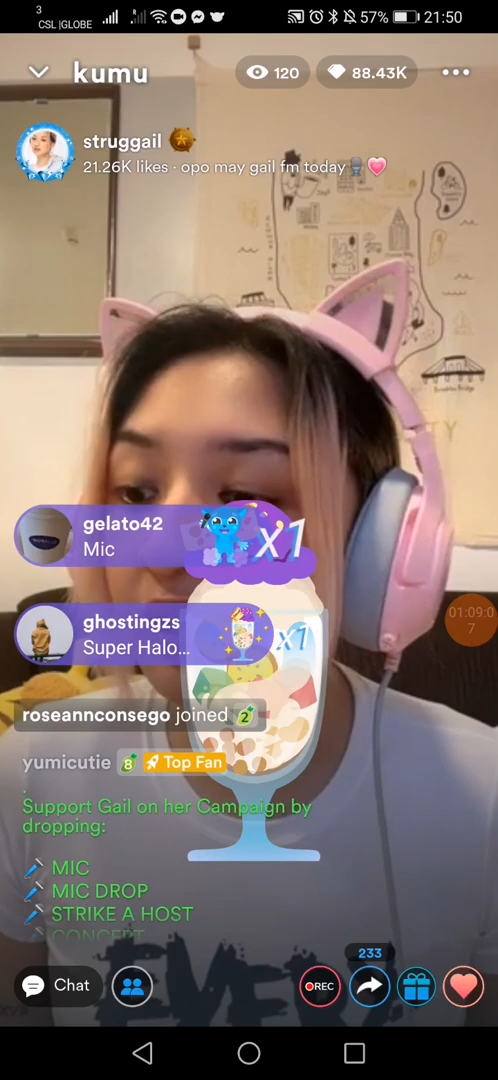 3
CSL |GLOBE
57%
21:50
kumu
120
88.43K
struggail
21.26K likes · opo may gail fm today
gelato42
Mic
X1
ghostingzs
Super Halo...
x1
01:09:0
7
roseannconsego joined 2
yumicutie 8 Top Fan
.
Support Gail on her Campaign by
dropping:
MIC
MIC DROP
STRIKE A HOST
CONCERT
233
Chat
REC